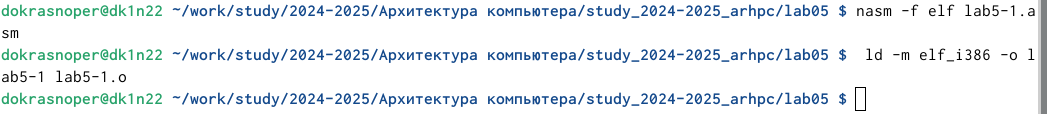 dokrasnoper@dk1n22 ~/work/study/2024-2025/Архитектура компьютера/study_2024-2025_arhpc/lab05 $ nasm -f elf lab5-1.a
sm
dokrasnoper@dk1n22 ~/work/study/2024-2025/Архитектура компьютера/study_2024-2025_arhpc/lab05 $  ld -m elf_i386 -o l
ab5-1 lab5-1.o
dokrasnoper@dk1n22 ~/work/study/2024-2025/Архитектура компьютера/study_2024-2025_arhpc/lab05 $